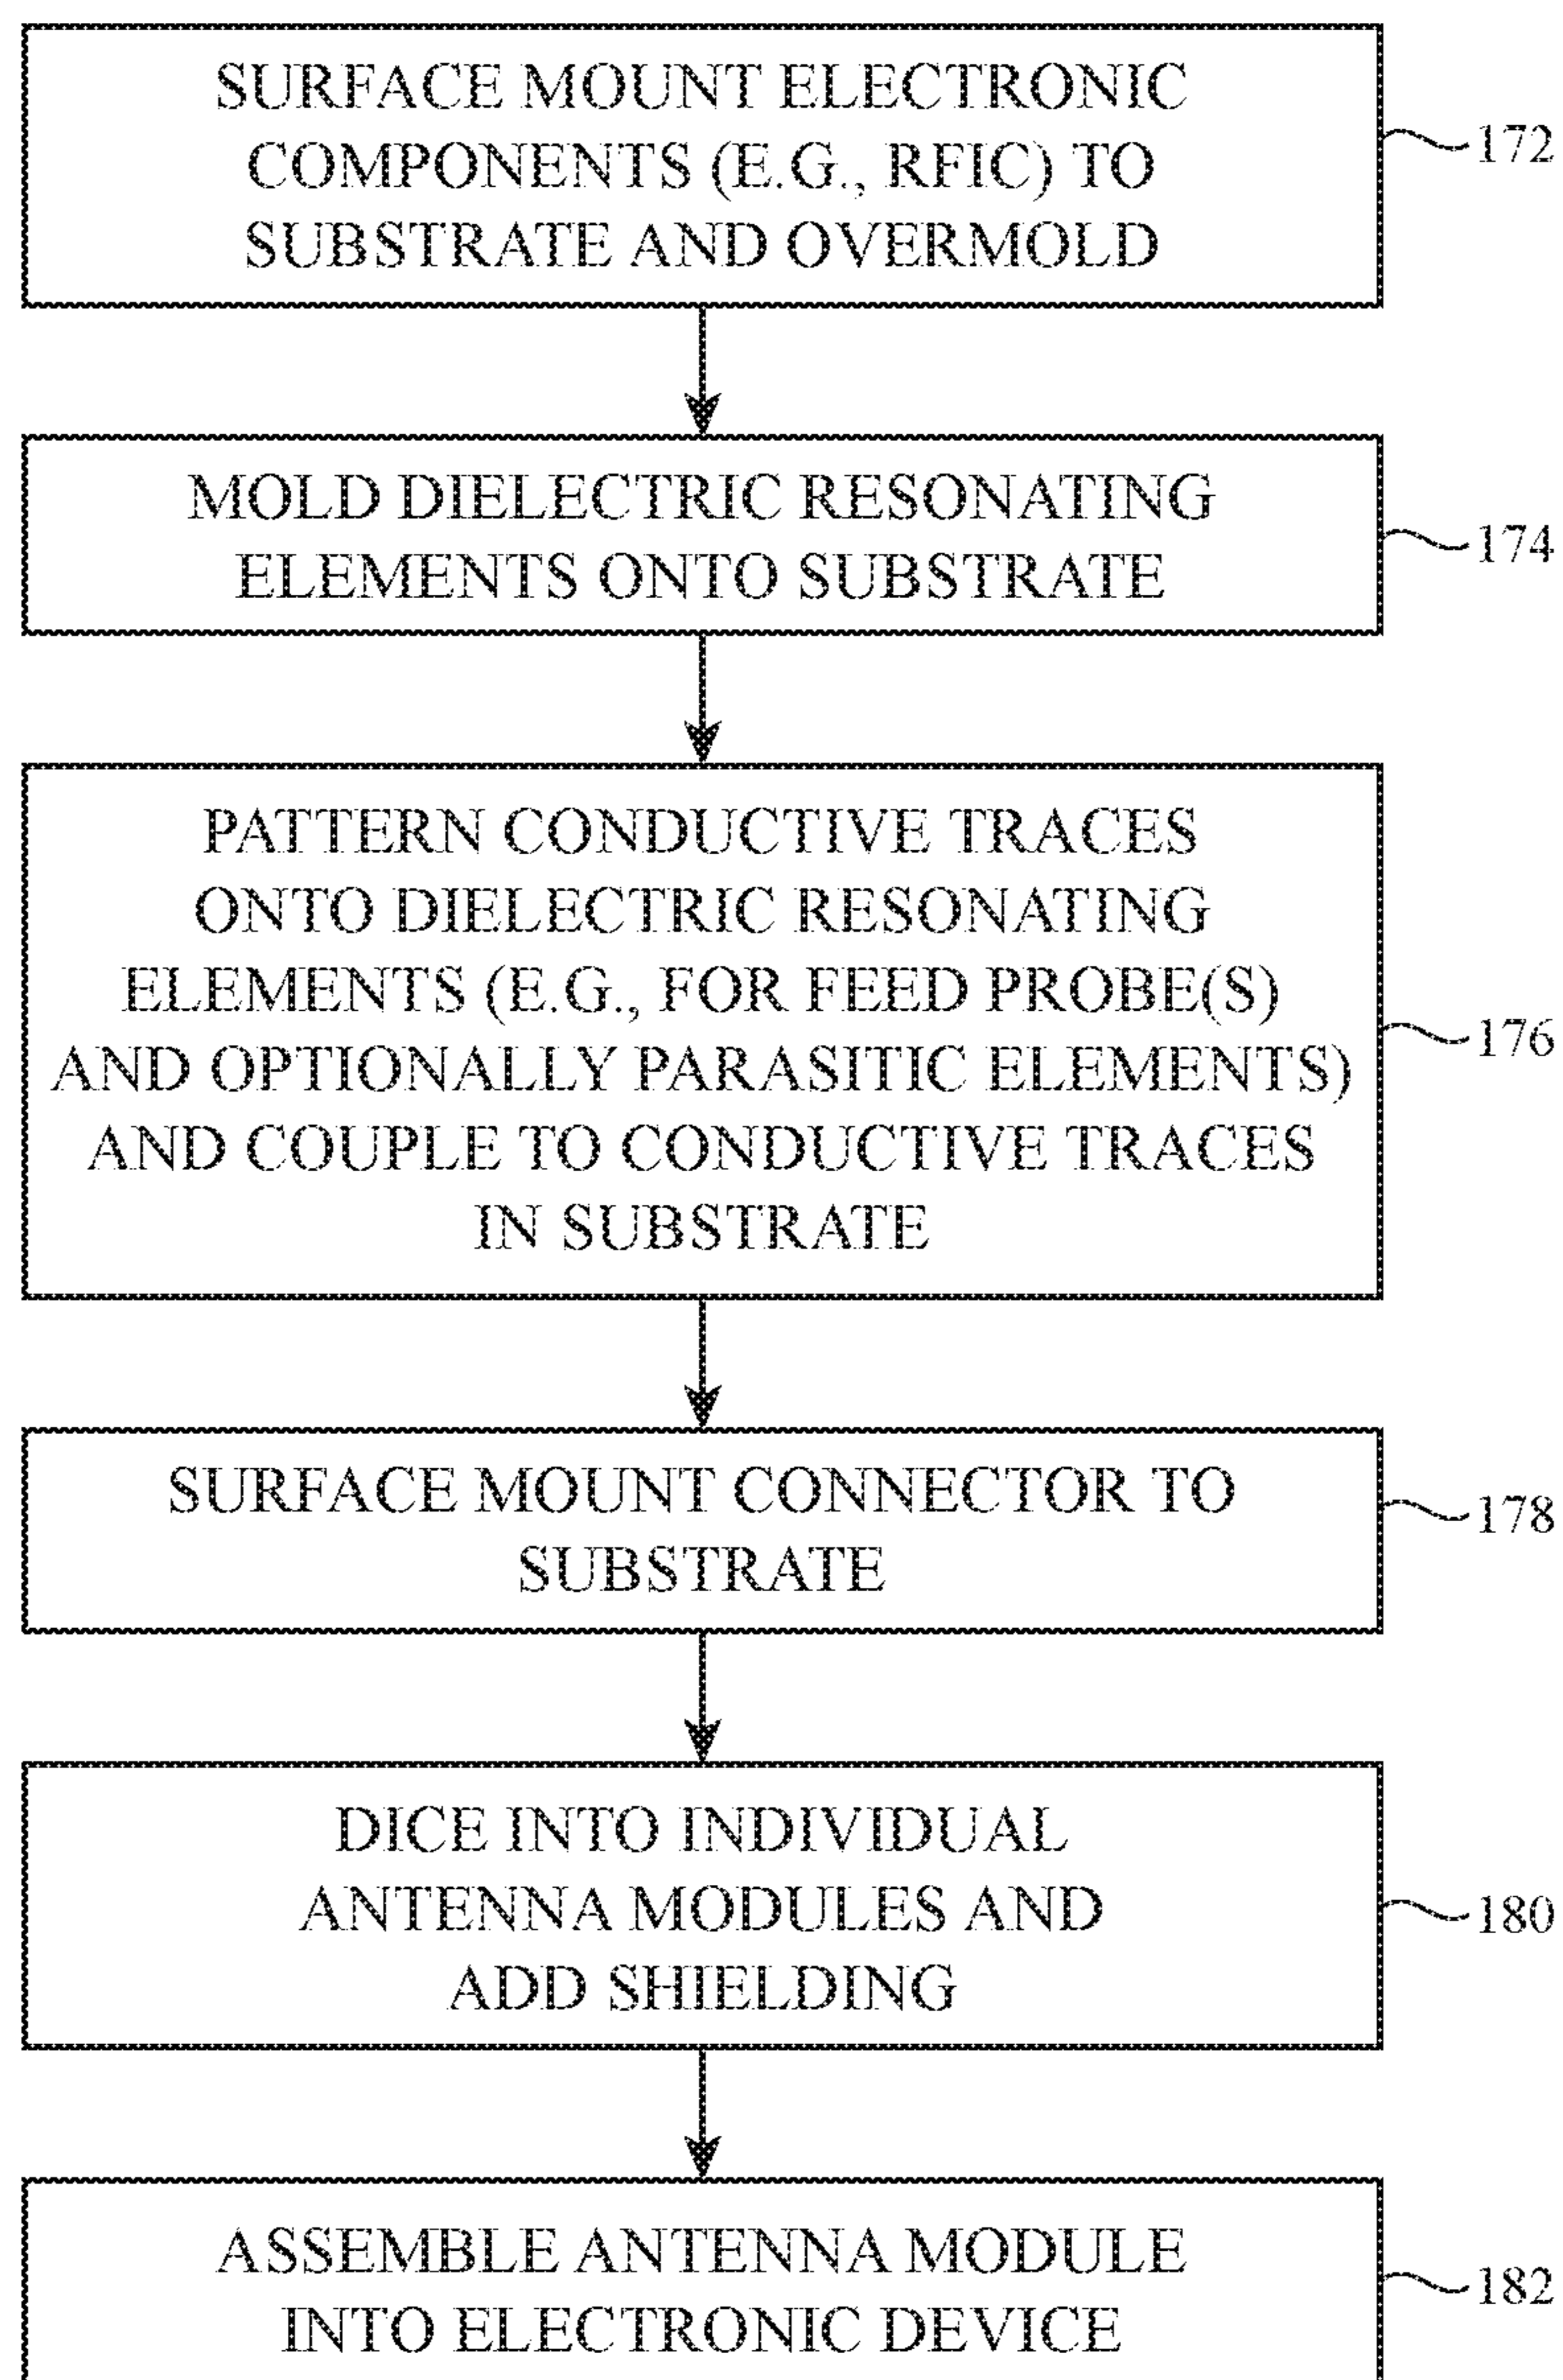 SURFACE MOUNT ELECTRONIC
COMPONENTS (E.G., RFIC) TO
SUBSTRATE AND OVERMOLD
172
MOLD DIELECTRIC RESONATING
ELEMENTS ONTO SUBSTRATE
174
PATTERN CONDUCTIVE TRACES
ONTO DIELECTRIC RESONATING
ELEMENTS (E.G., FOR FEED PROBE(S)
AND OPTIONALLY PARASITIC ELEMENTS)
AND COUPLE TO CONDUCTIVE TRACES
IN SUBSTRATE
176
SURFACE MOUNT CONNECTOR TO
SUBSTRATE
178
DICE INTO INDIVIDUAL
ANTENNA MODULES AND
ADD SHIELDING
180
ASSEMBLE ANTENNA MODULE
INTO ELECTRONIC DEVICE
182